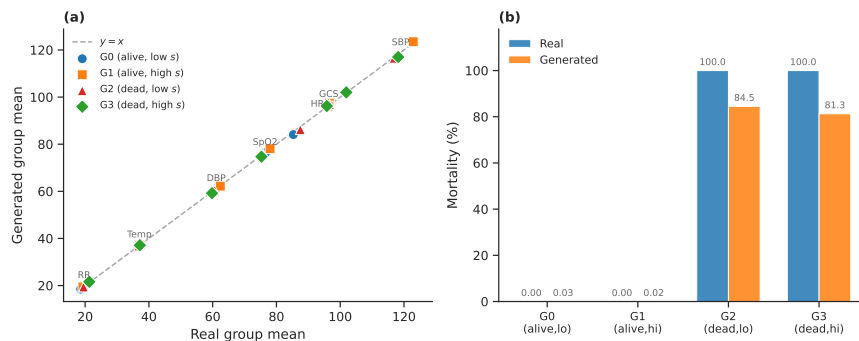 (a)
y = x
G0 (alive, low s)
G1 (alive, high s)
G2 (dead, low s)
G3 (dead, high s)
SBP
GCS
HR
SpO2
DBP
Temp
RR
120
100
80
60
40
20
20 40 60 80 100 120
Generated group mean
Real group mean
(b)
Real
Generated
100.0 100.0
84.5 81.3
0.00 0.03 0.00 0.02
100
80
60
40
20
0
Mortality (%)
G0 G1 G2 G3
(alive,lo) (alive,hi) (dead,lo) (dead,hi)